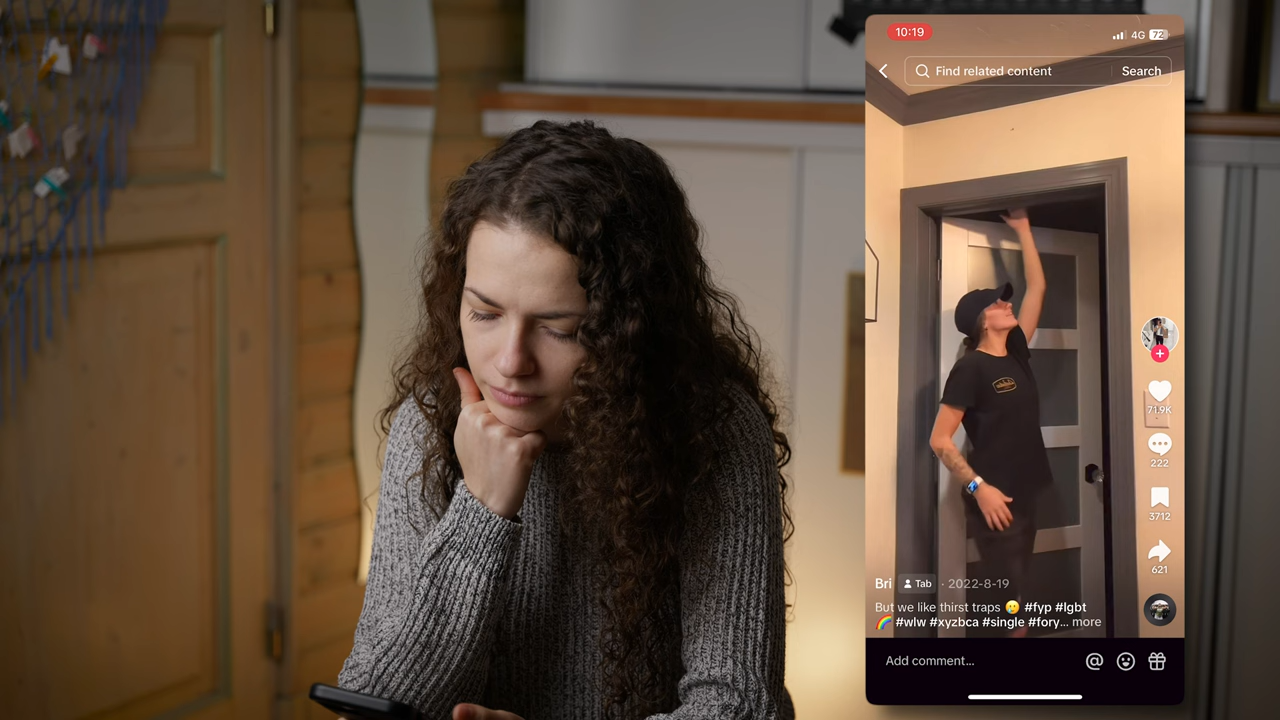 10:19
4G 72
Find related content
Search
71.9K
222
3712
621
Bri Tab · 2022-8-19
But we like thirst traps 🥲 #fyp #lgbt
🏳️‍🌈 #wlw #xyzbca #single #fory... more
Add comment...